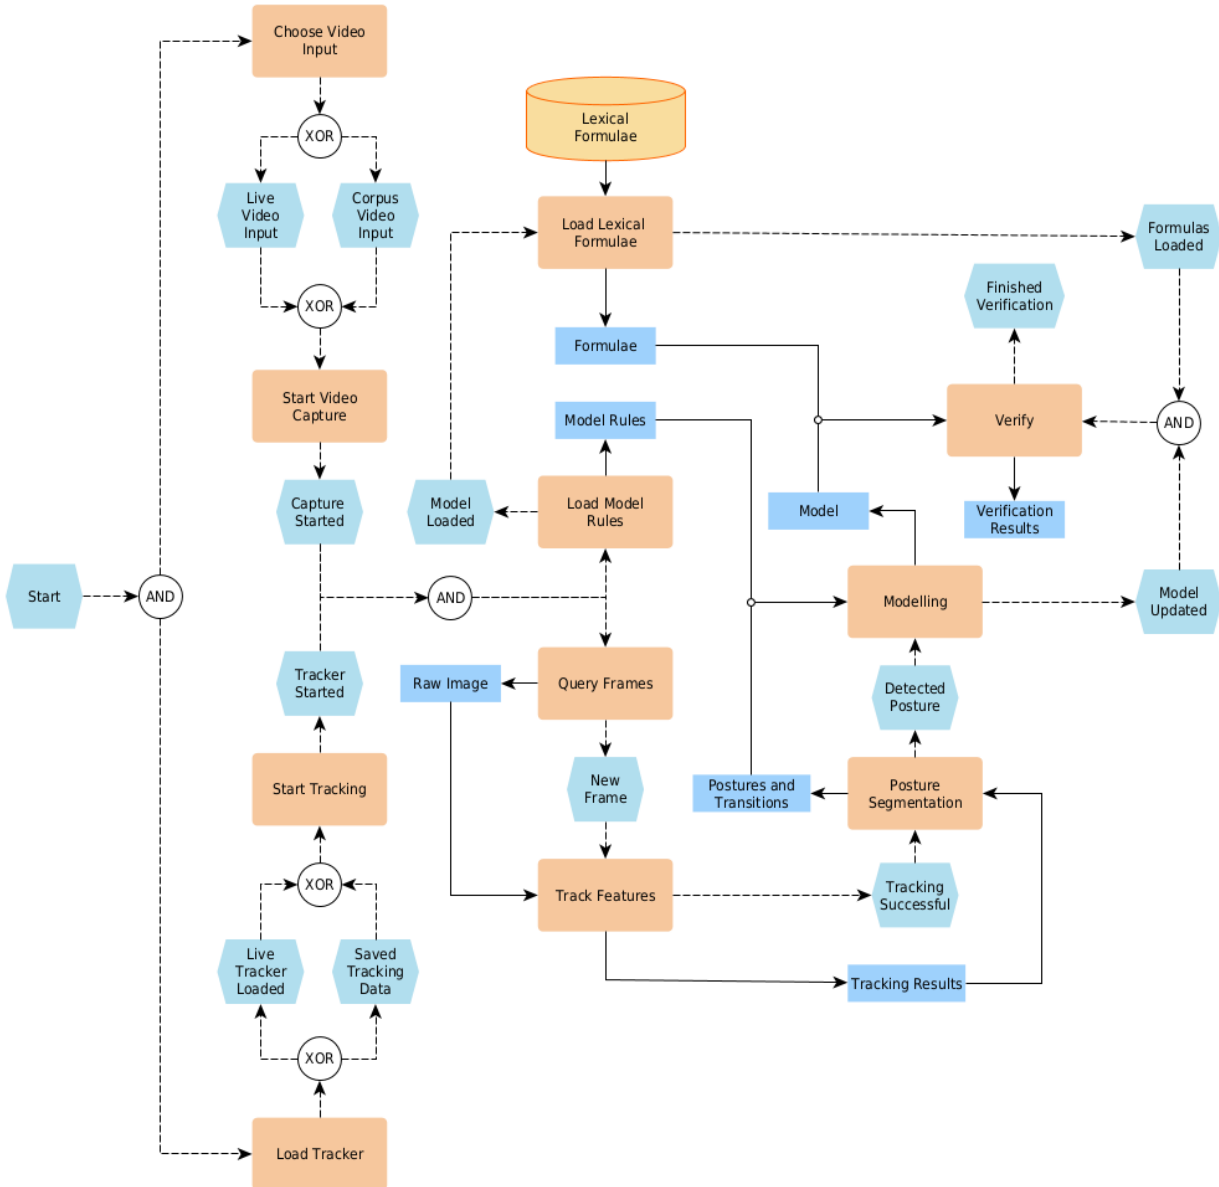 Choose Video
Input
XOR
Live
Video
Input
Corpus
Video
Input
XOR
Start Video
Capture
Capture
Started
Start
AND
AND
Tracker
Started
Start Tracking
XOR
Live
Tracker
Loaded
Saved
Tracking
Data
XOR
Load Tracker
Lexical
Formulae
Load Lexical
Formulae
Formulae
Model Rules
Model
Loaded
Load Model
Rules
Raw Image
Query Frames
New
Frame
Track Features
Formulas
Loaded
Finished
Verification
Verify
AND
Model
Verification
Results
Modelling
Model
Updated
Detected
Posture
Postures and
Transitions
Posture
Segmentation
Tracking
Successful
Tracking Results